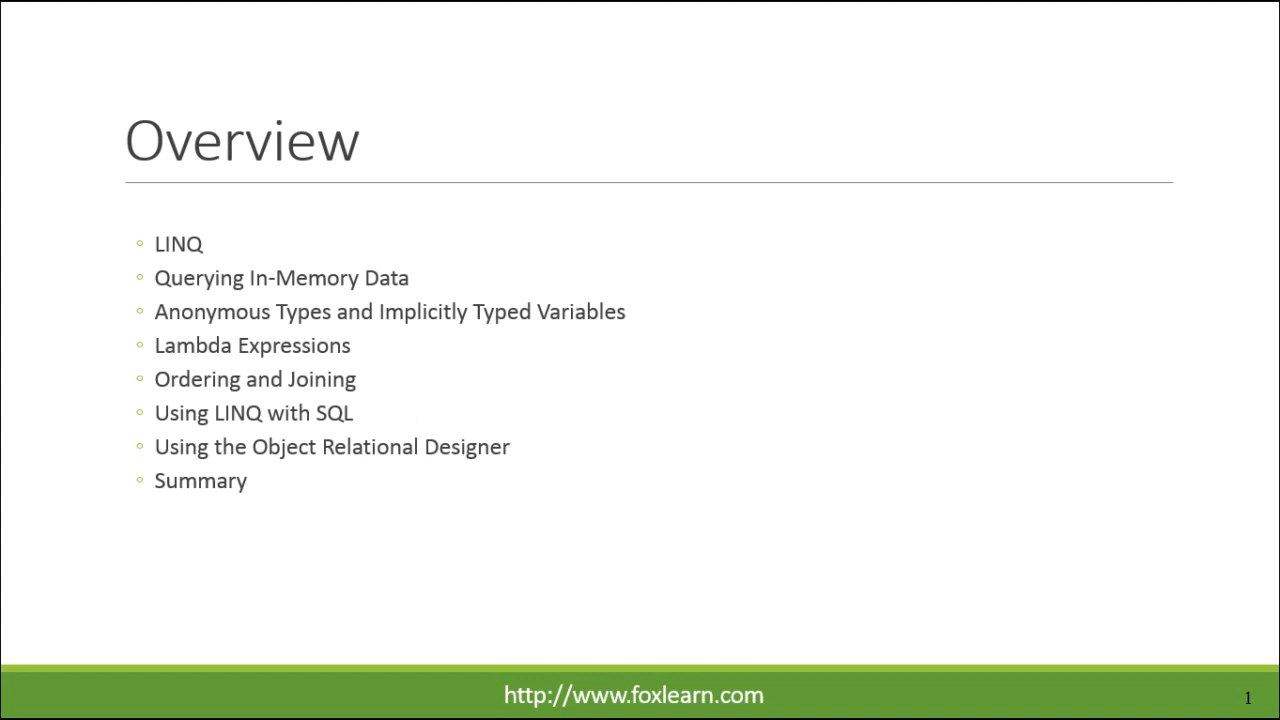 Overview
◦ LINQ
◦ Querying In-Memory Data
◦ Anonymous Types and Implicitly Typed Variables
◦ Lambda Expressions
◦ Ordering and Joining
◦ Using LINQ with SQL
◦ Using the Object Relational Designer
◦ Summary
http://www.foxlearn.com
1